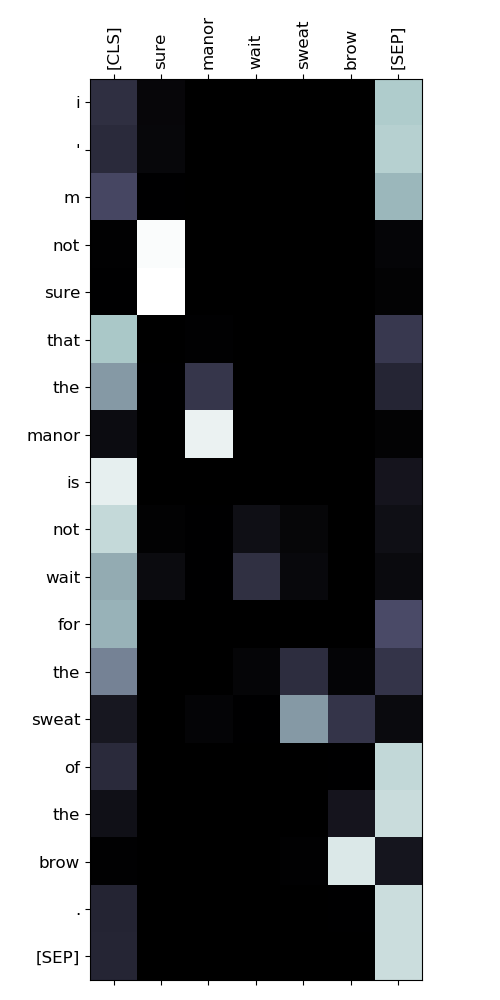 [CLS] sure manor wait sweat brow [SEP]
i
'
m
not
sure
that
the
manor
is
not
wait
for
the
sweat
of
the
brow
.
[SEP]